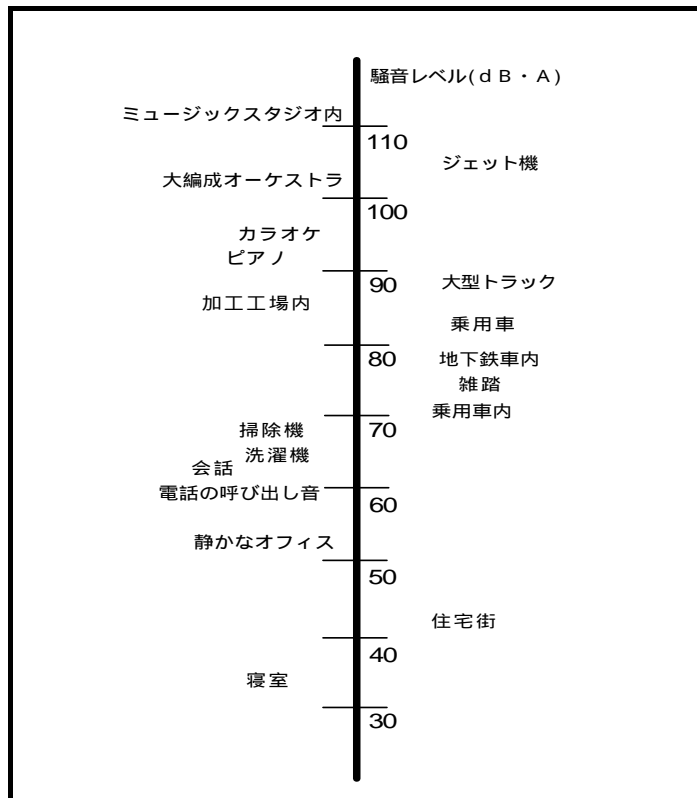 騒音レベル(dB・A)
ミュージックスタジオ内
110
ジェット機
大編成オーケストラ
100
カラオケ
ピアノ
90
大型トラック
加工工場内
乗用車
80
地下鉄車内
雑踏
乗用車内
70
掃除機
洗濯機
会話
電話の呼び出し音
60
静かなオフィス
50
住宅街
40
寝室
30